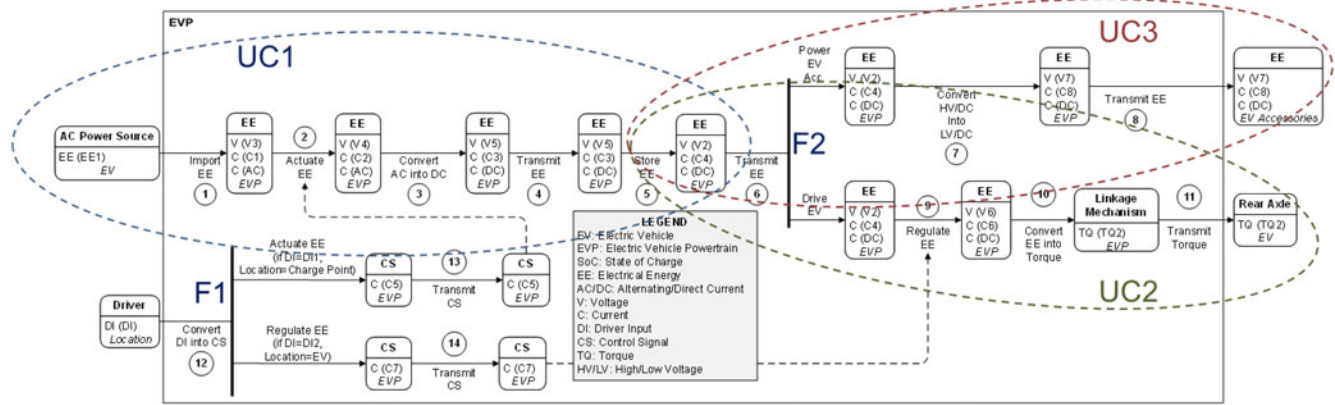 EVP
UC1
UC3
UC2
AC Power Source
EE (EE1)
EV
Import
EE
1
EE
V (V3)
C (C1)
C (AC)
EVP
2
Actuate
EE
EE
V (V4)
C (C2)
C (AC)
EVP
Convert
AC into DC
3
EE
V (V5)
C (C3)
C (DC)
EVP
Transmit
EE
4
EE
V (V5)
C (C3)
C (DC)
EVP
Store
EE
5
EE
V (V2)
C (C4)
C (DC)
EVP
Transmit
EE
6
F2
Power
EV
Acc.
EE
V (V2)
C (C4)
C (DC)
EVP
Convert
HV/DC
Into
LV/DC
7
EE
V (V7)
C (C8)
C (DC)
EVP
Transmit EE
8
EE
V (V7)
C (C8)
C (DC)
EV Accessories
Drive
EV
EE
V (V2)
C (C4)
C (DC)
EVP
9
Regulate
EE
EE
V (V6)
C (C6)
C (DC)
EVP
10
Convert
EE into
Torque
Linkage
Mechanism
TQ (TQ2)
EVP
11
Transmit
Torque
Rear Axle
TQ (TQ2)
EV
Driver
DI (DI)
Location
Convert
DI into CS
12
F1
Actuate EE
(if DI=DI1,
Location=Charge Point)
CS
C (C5)
EVP
13
Transmit
CS
CS
C (C5)
EVP
Regulate EE
(if DI=DI2,
Location=EV)
CS
C (C7)
EVP
14
Transmit
CS
CS
C (C7)
EVP
LEGEND
EV: Electric Vehicle
EVP: Electric Vehicle Powertrain
SoC: State of Charge
EE: Electrical Energy
AC/DC: Alternating/Direct Current
V: Voltage
C: Current
DI: Driver Input
CS: Control Signal
TQ: Torque
HV/LV: High/Low Voltage